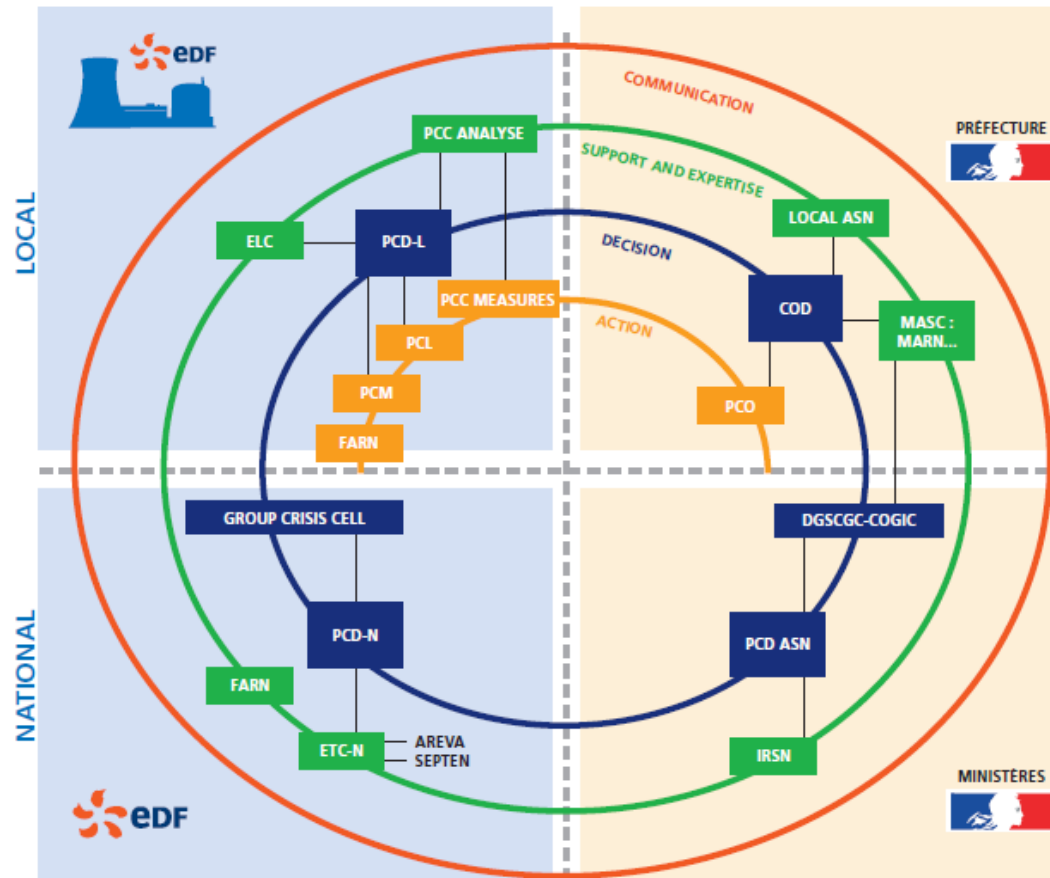 eDF
COMMUNICATION
PCC ANALYSE
PRÉFECTURE
SUPPORT AND EXPERTISE
LOCAL
ELC
PCD-L
DECISION
LOCAL ASN
PCC MEASURES
ACTION
COD
MASC :
MARN...
PCL
PCM
PCO
FARN
GROUP CRISIS CELL
DGSCGC-COGIC
NATIONAL
PCD-N
PCD ASN
FARN
ETC-N
AREVA
SEPTEN
IRSN
MINISTÈRES
eDF